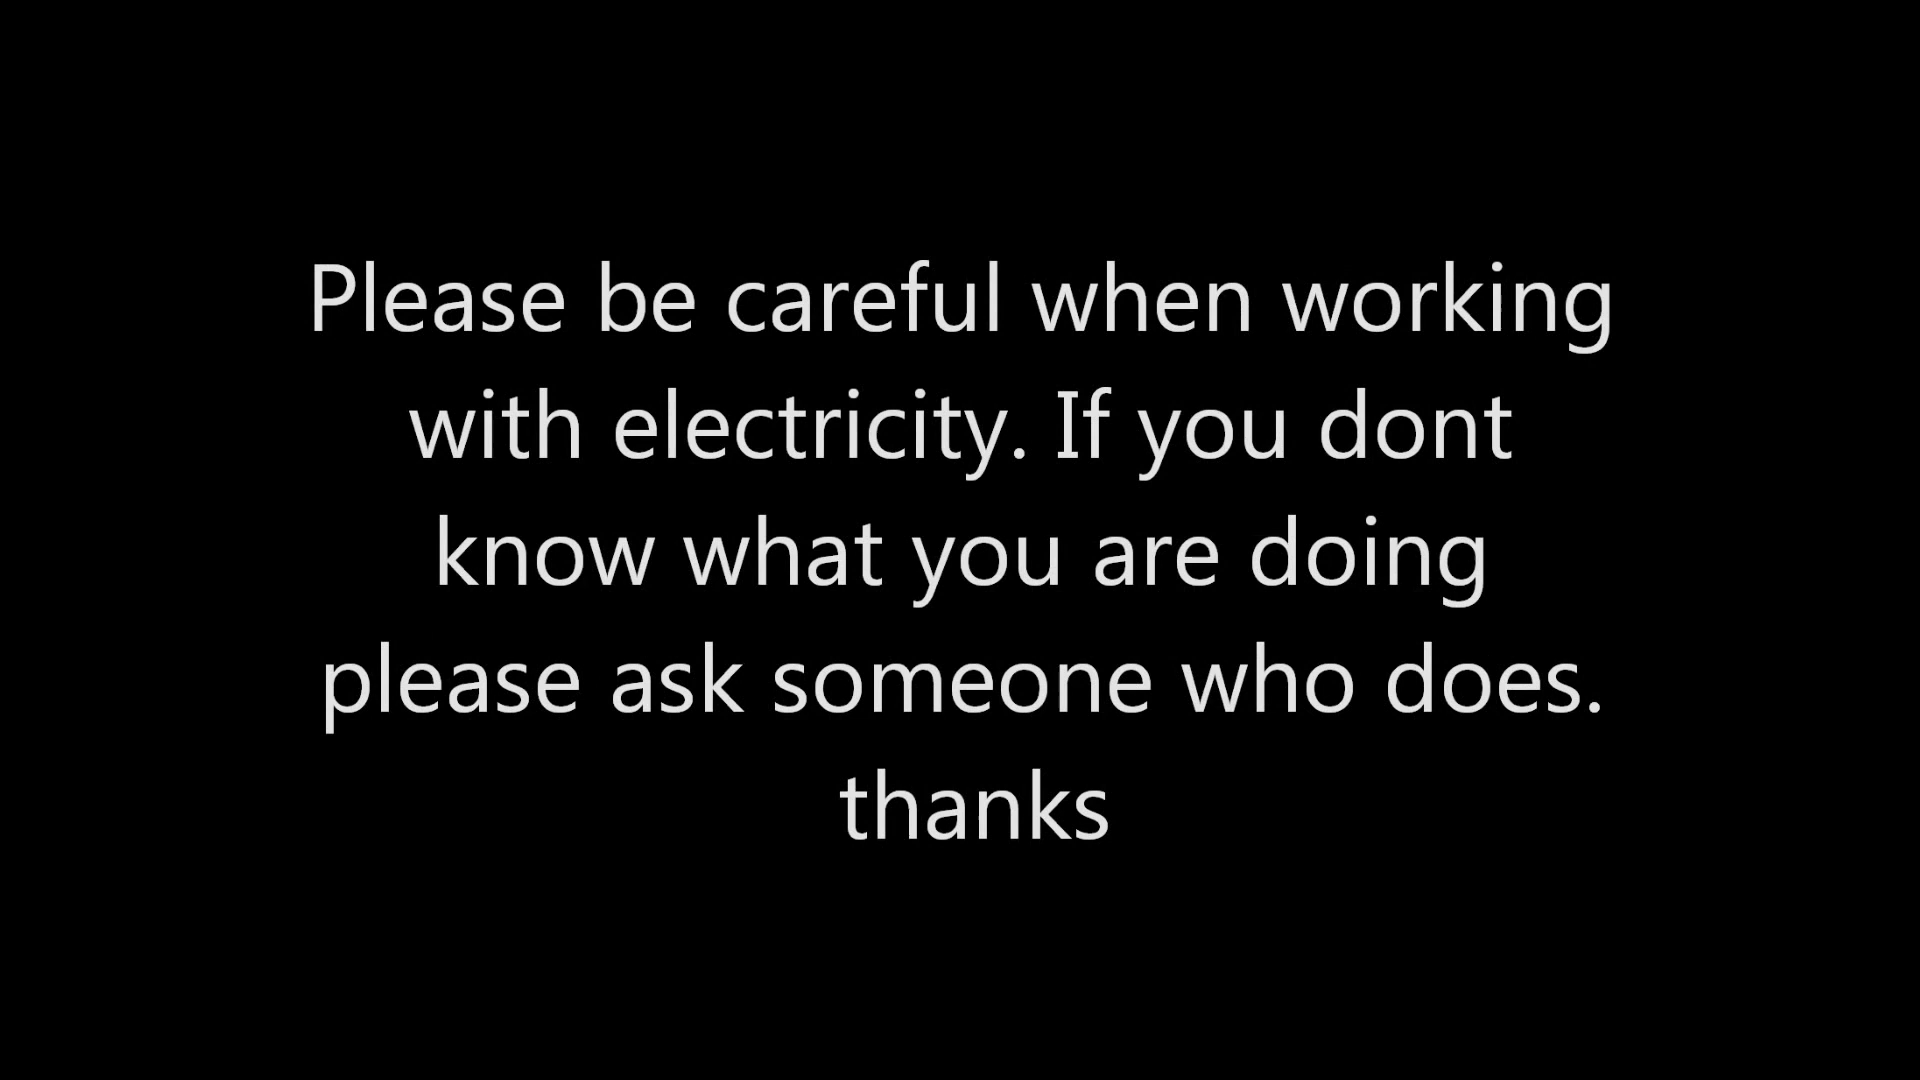 Please be careful when working
with electricity. If you dont
know what you are doing
please ask someone who does.
thanks